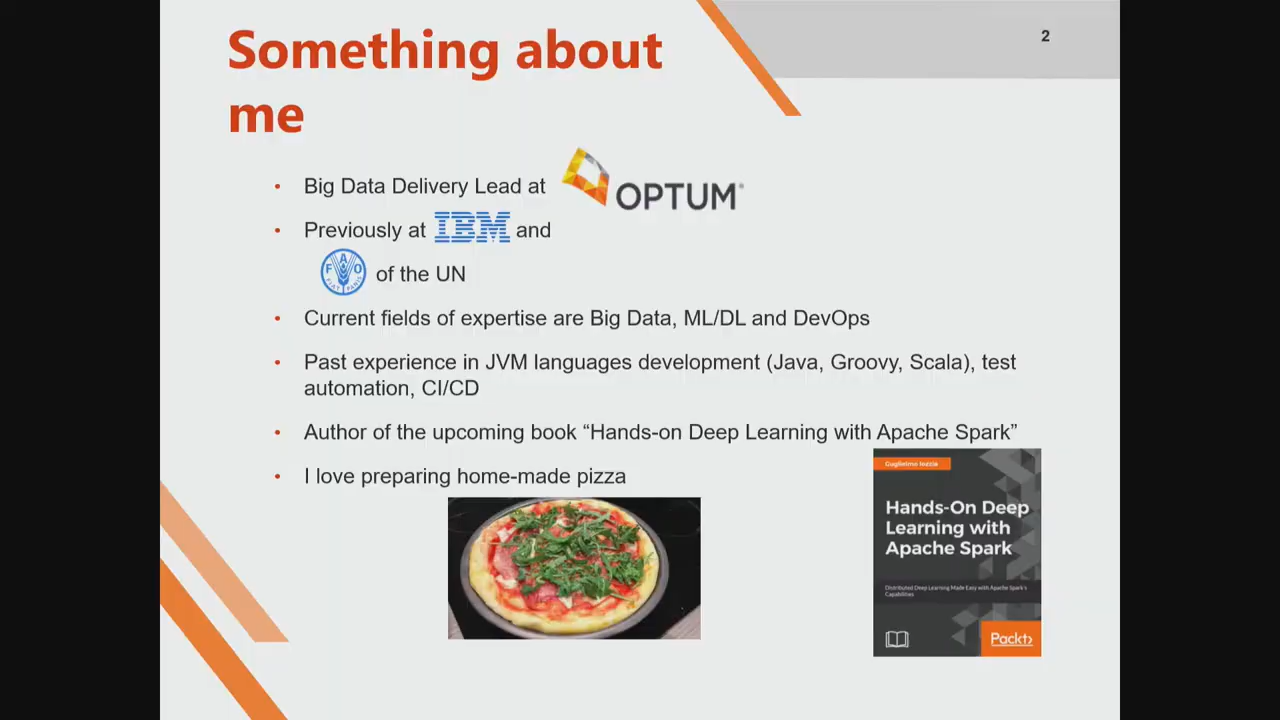 2
Something about
me
• Big Data Delivery Lead at OPTUM®
• Previously at IBM and
FAO FIAT PANIS of the UN
• Current fields of expertise are Big Data, ML/DL and DevOps
• Past experience in JVM languages development (Java, Groovy, Scala), test
automation, CI/CD
• Author of the upcoming book “Hands-on Deep Learning with Apache Spark”
• I love preparing home-made pizza
Guglielmo Iozzia
Hands-On Deep
Learning with
Apache Spark
Distributed Deep Learning Made Easy with Apache Spark's
Capabilities
Packt>